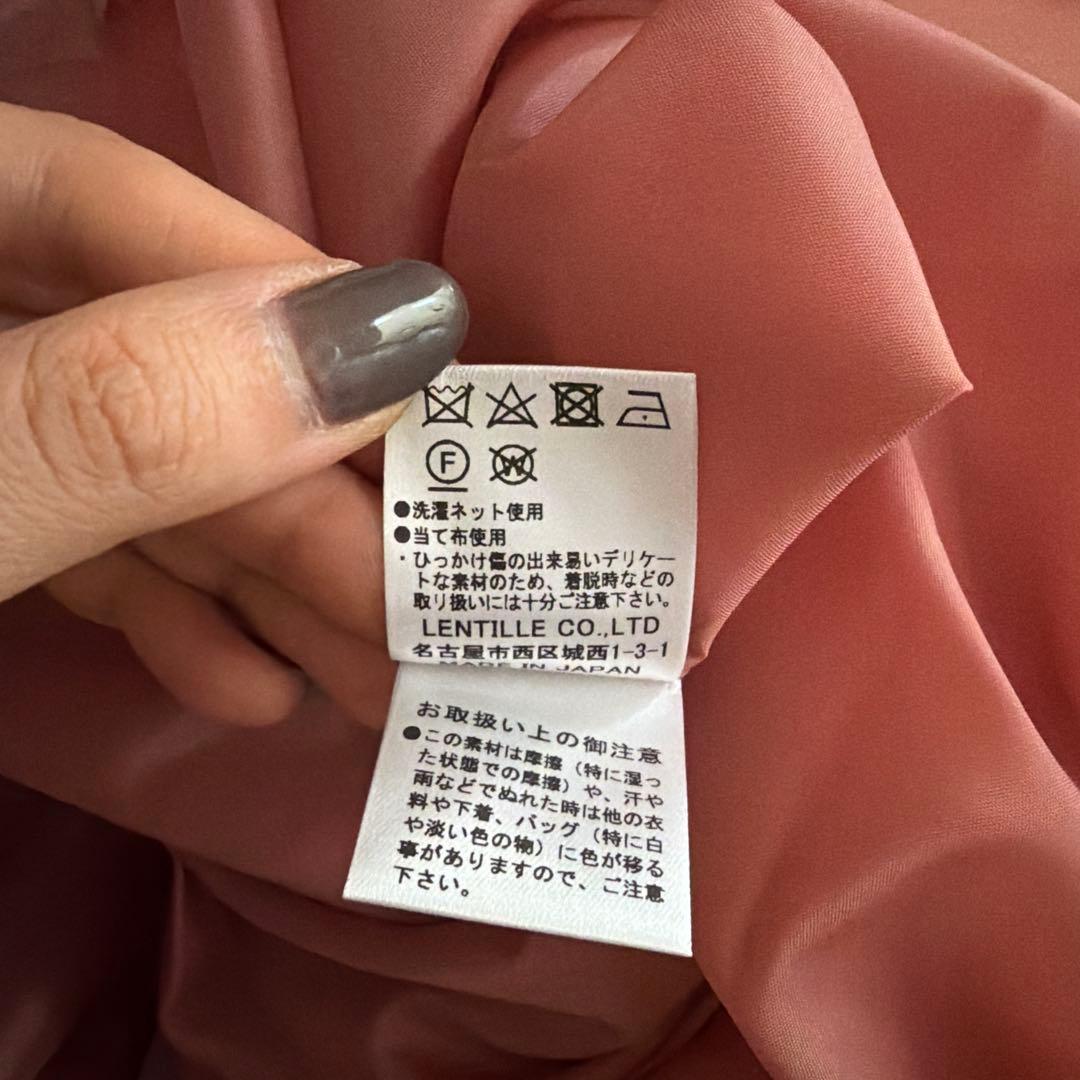 F W
●洗濯ネット使用
●当て布使用
・ひっかけ傷の出来易いデリケー
トな素材のため、着脱時などの
取り扱いには十分ご注意下さい。
LENTILLE CO.,LTD
名古屋市西区城西1-3-1
MADE IN JAPAN
お取扱い上の御注意
●この素材は摩擦（特に湿っ
た状態での摩擦）や、汗や
雨などでぬれた時は他の衣
料や下着、バッグ（特に白
や淡い色の物）に色が移る
事がありますので、ご注意
下さい。